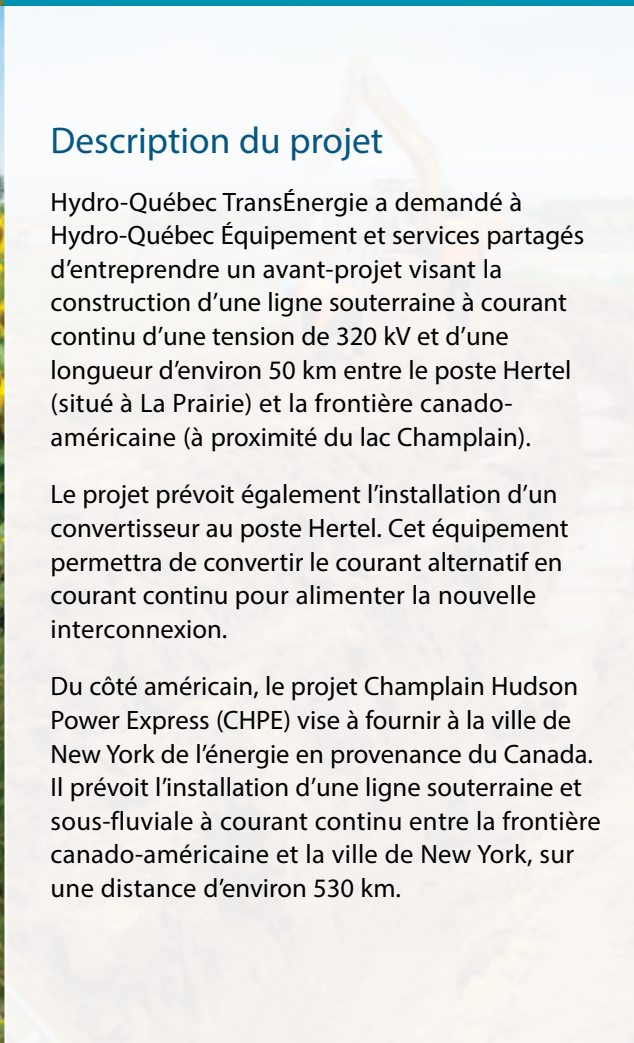 Description du projet
Hydro-Québec TransÉnergie a demandé à
Hydro-Québec Équipement et services partagés
d’entreprendre un avant-projet visant la
construction d’une ligne souterraine à courant
continu d’une tension de 320 kV et d’une
longueur d’environ 50 km entre le poste Hertel
(situé à La Prairie) et la frontière canado-
américaine (à proximité du lac Champlain).
Le projet prévoit également l’installation d’un
convertisseur au poste Hertel. Cet équipement
permettra de convertir le courant alternatif en
courant continu pour alimenter la nouvelle
interconnexion.
Du côté américain, le projet Champlain Hudson
Power Express (CHPE) vise à fournir à la ville de
New York de l’énergie en provenance du Canada.
Il prévoit l’installation d’une ligne souterraine et
sous-fluviale à courant continu entre la frontière
canado-américaine et la ville de New York, sur
une distance d’environ 530 km.